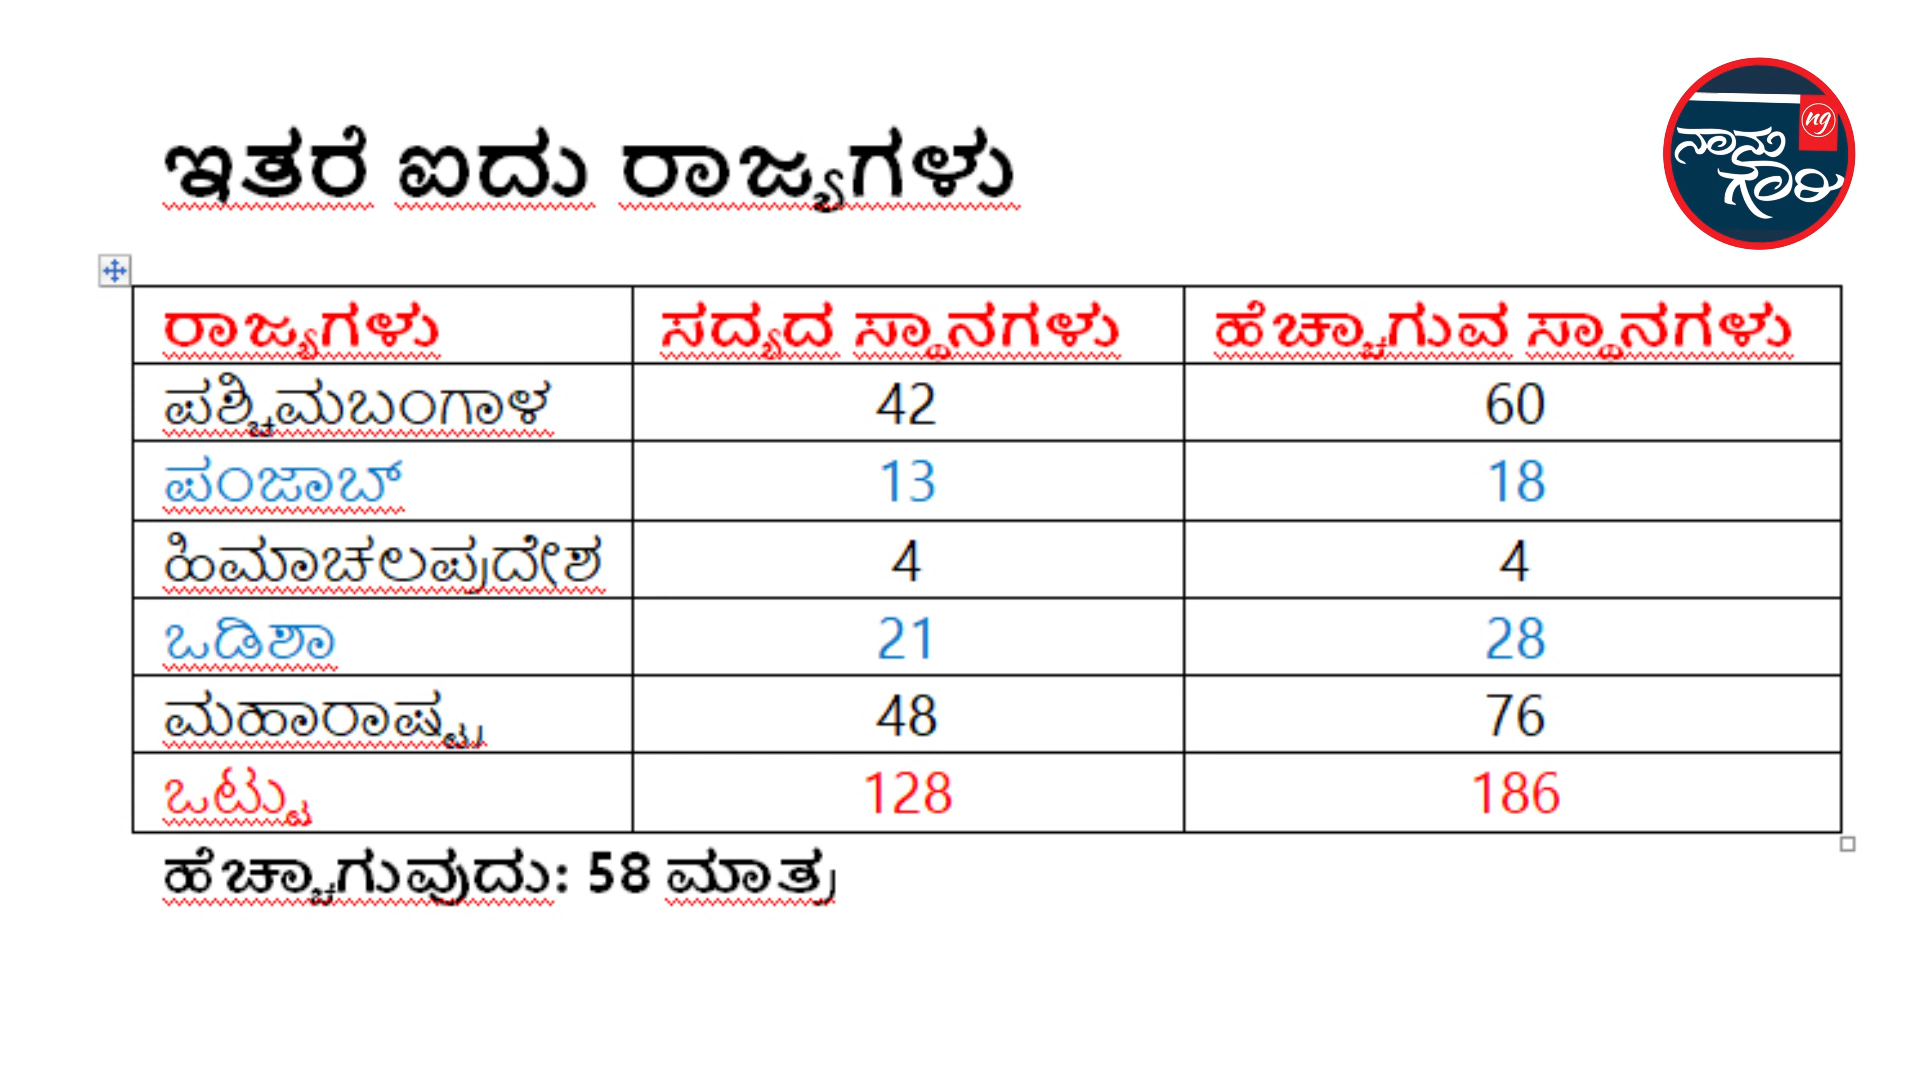 ng
ನಾನು
ಗೌರಿ
ಇತರೆ ಐದು ರಾಜ್ಯಗಳು
ರಾಜ್ಯಗಳು ಸದ್ಯದ ಸ್ಥಾನಗಳು ಹೆಚ್ಚಾಗುವ ಸ್ಥಾನಗಳು
ಪಶ್ಚಿಮಬಂಗಾಳ 42 60
ಪಂಜಾಬ್ 13 18
ಹಿಮಾಚಲಪ್ರದೇಶ 4 4
ಒಡಿಶಾ 21 28
ಮಹಾರಾಷ್ಟ್ರ 48 76
ಒಟ್ಟು 128 186
ಹೆಚ್ಚಾಗುವುದು: 58 ಮಾತ್ರ